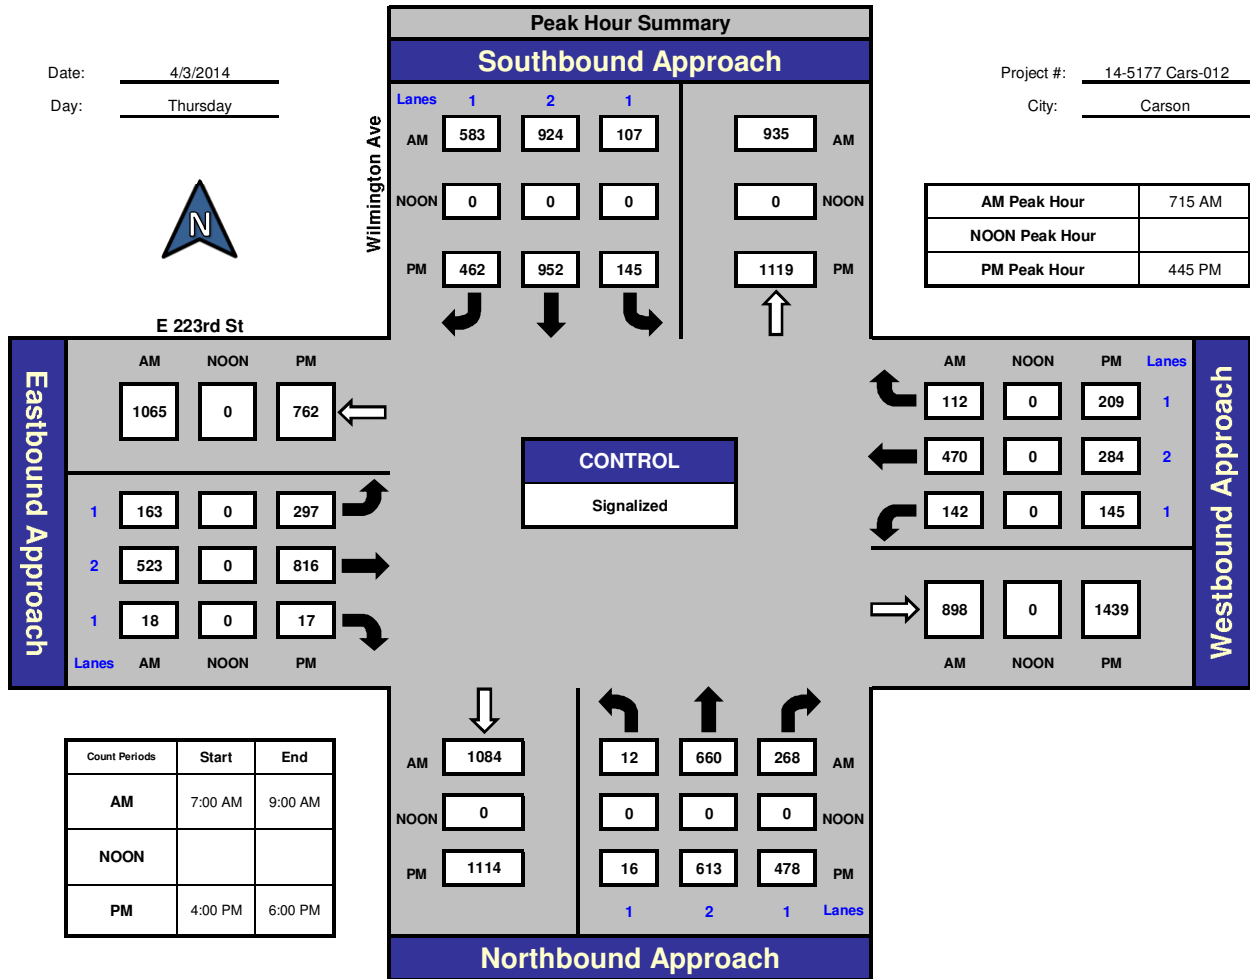 Peak Hour Summary
Southbound Approach
Date: 4/3/2014
Day: Thursday
Project #: 14-5177 Cars-012
City: Carson
Wilmington Ave
Lanes 1 2 1
AM 583 924 107 935 AM
NOON 0 0 0 0 NOON
PM 462 952 145 1119 PM
N
AM Peak Hour 715 AM
NOON Peak Hour
PM Peak Hour 445 PM
E 223rd St
Eastbound Approach
AM NOON PM
1065 0 762
1 163 0 297
2 523 0 816
1 18 0 17
Lanes AM NOON PM
CONTROL
Signalized
AM NOON PM Lanes
112 0 209 1
470 0 284 2
142 0 145 1
898 0 1439
AM NOON PM
Westbound Approach
AM 1084 12 660 268 AM
NOON 0 0 0 0 NOON
PM 1114 16 613 478 PM
1 2 1 Lanes
Northbound Approach
Count Periods Start End
AM 7:00 AM 9:00 AM
NOON
PM 4:00 PM 6:00 PM